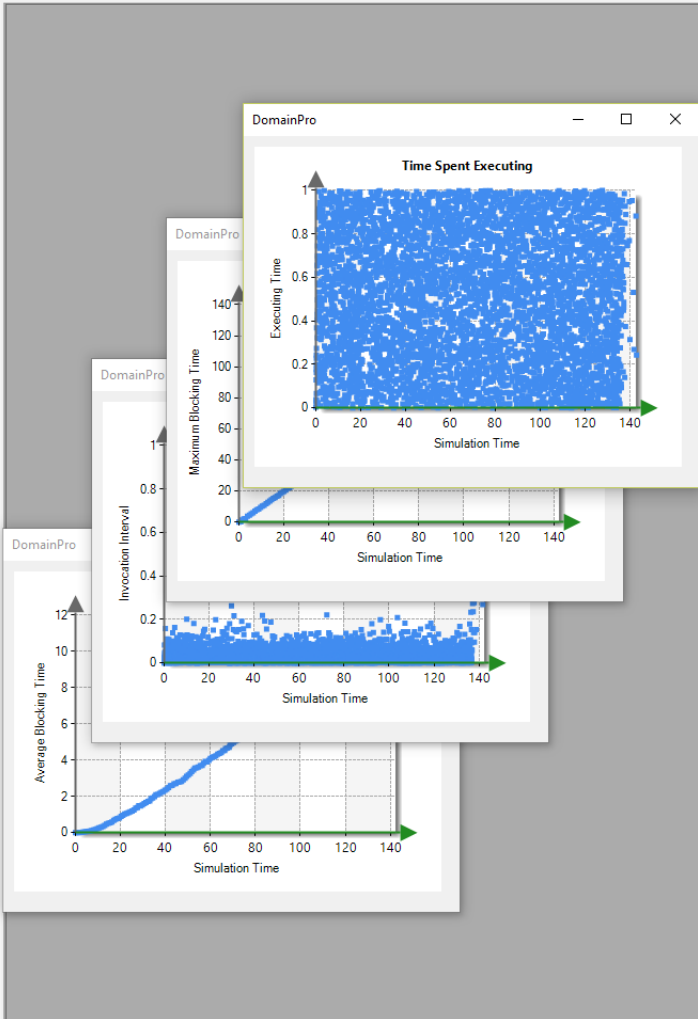 DomainPro
Time Spent Executing
1
0.8
0.6
0.4
0.2
0
Executing Time
0 20 40 60 80 100 120 140
Simulation Time
DomainPro
140
120
100
80
60
40
20
0
Maximum Blocking Time
0 20 40 60 80 100 120 140
Simulation Time
DomainPro
1
0.8
0.6
0.4
0.2
0
Invocation Interval
0 20 40 60 80 100 120 140
Simulation Time
DomainPro
12
10
8
6
4
2
0
Average Blocking Time
0 20 40 60 80 100 120 140
Simulation Time